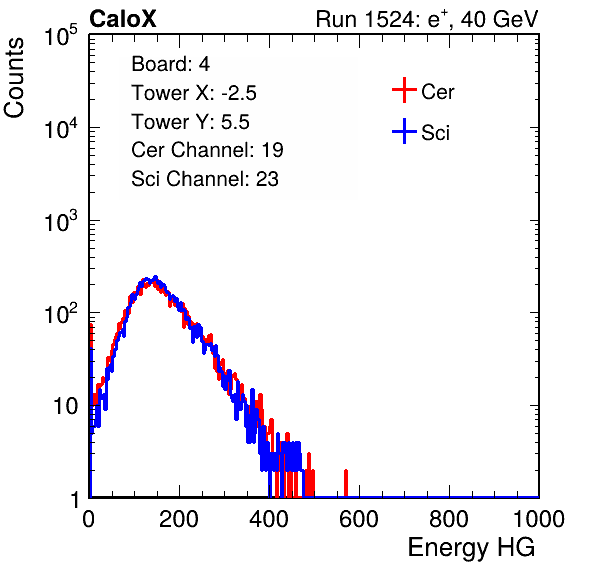 CaloX Run 1524: e⁺, 40 GeV
Counts
10⁵
10⁴
10³
10²
10
1
Board: 4
Tower X: -2.5
Tower Y: 5.5
Cer Channel: 19
Sci Channel: 23
Cer
Sci
0 200 400 600 800 1000
Energy HG